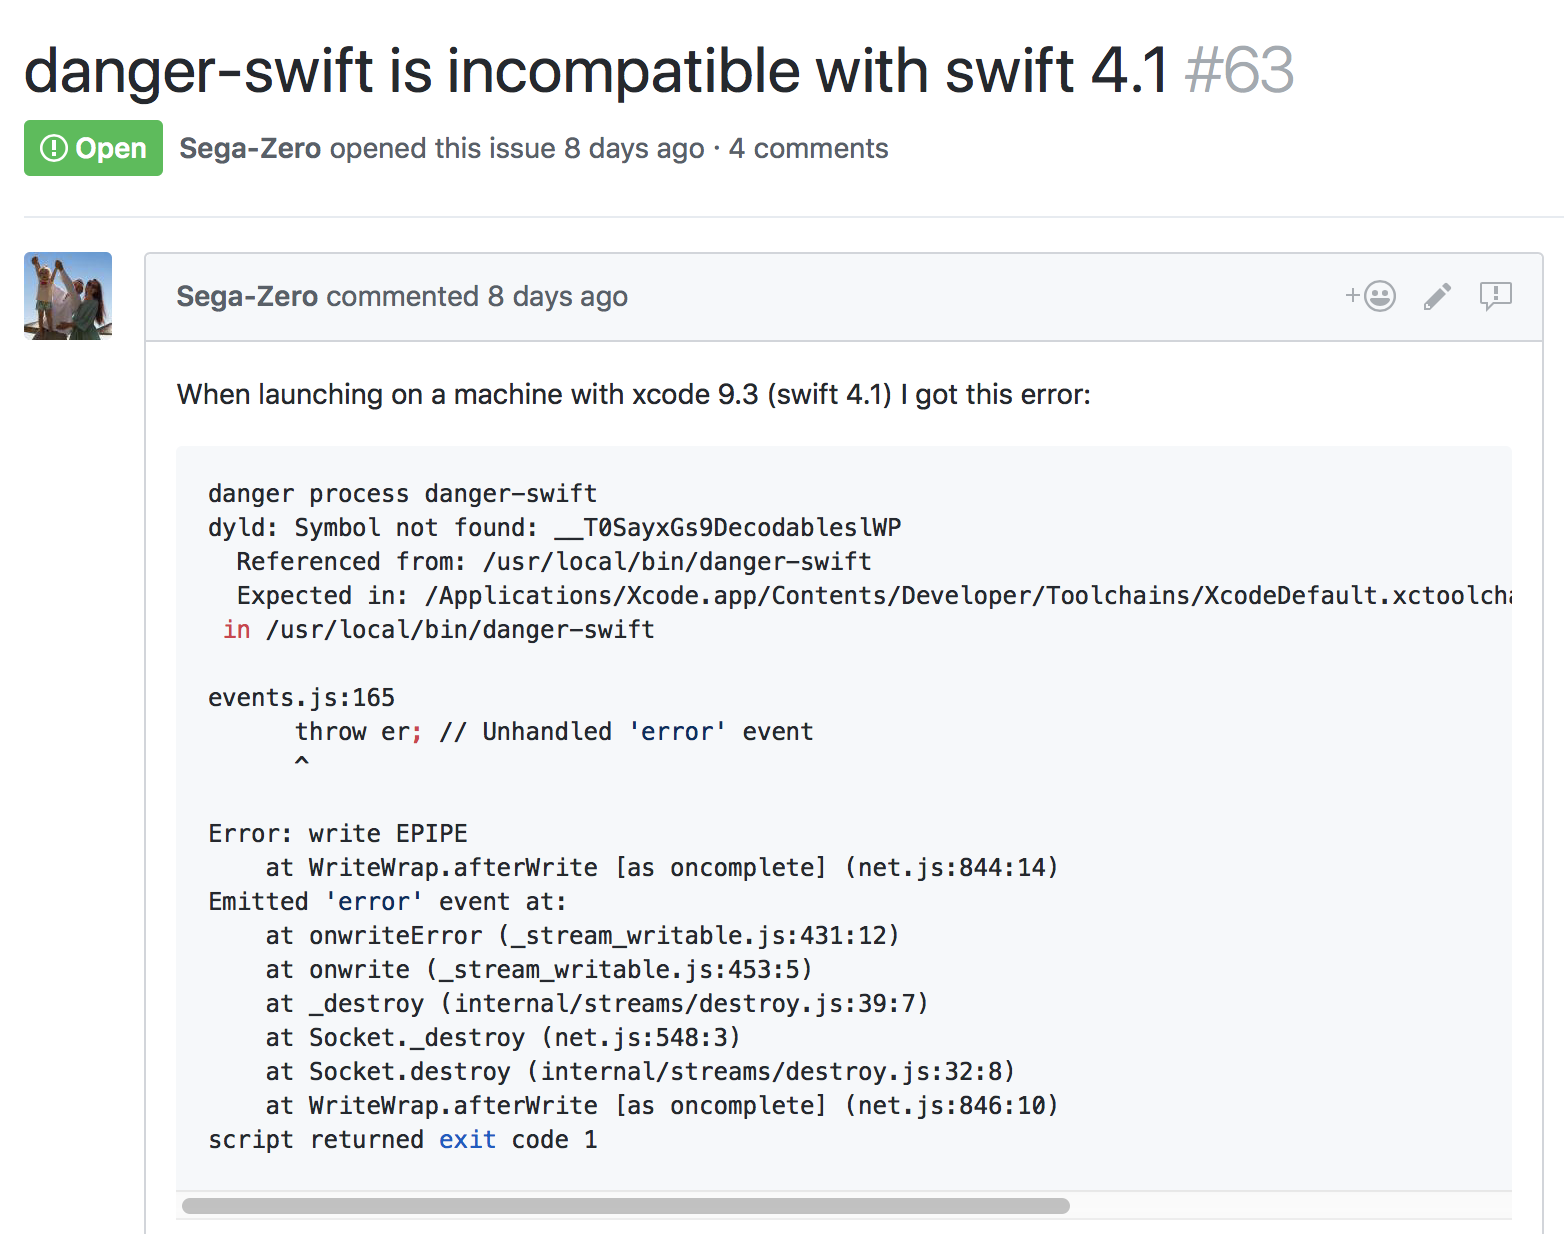 danger-swift is incompatible with swift 4.1 #63
Open Sega-Zero opened this issue 8 days ago · 4 comments
Sega-Zero commented 8 days ago
When launching on a machine with xcode 9.3 (swift 4.1) I got this error:
danger process danger-swift
dyld: Symbol not found: __T0SayxGs9DecodableslWP
  Referenced from: /usr/local/bin/danger-swift
  Expected in: /Applications/Xcode.app/Contents/Developer/Toolchains/XcodeDefault.xctoolcha
 in /usr/local/bin/danger-swift
events.js:165
      throw er; // Unhandled 'error' event
      ^
Error: write EPIPE
    at WriteWrap.afterWrite [as oncomplete] (net.js:844:14)
Emitted 'error' event at:
    at onwriteError (_stream_writable.js:431:12)
    at onwrite (_stream_writable.js:453:5)
    at _destroy (internal/streams/destroy.js:39:7)
    at Socket._destroy (net.js:548:3)
    at Socket.destroy (internal/streams/destroy.js:32:8)
    at WriteWrap.afterWrite [as oncomplete] (net.js:846:10)
script returned exit code 1